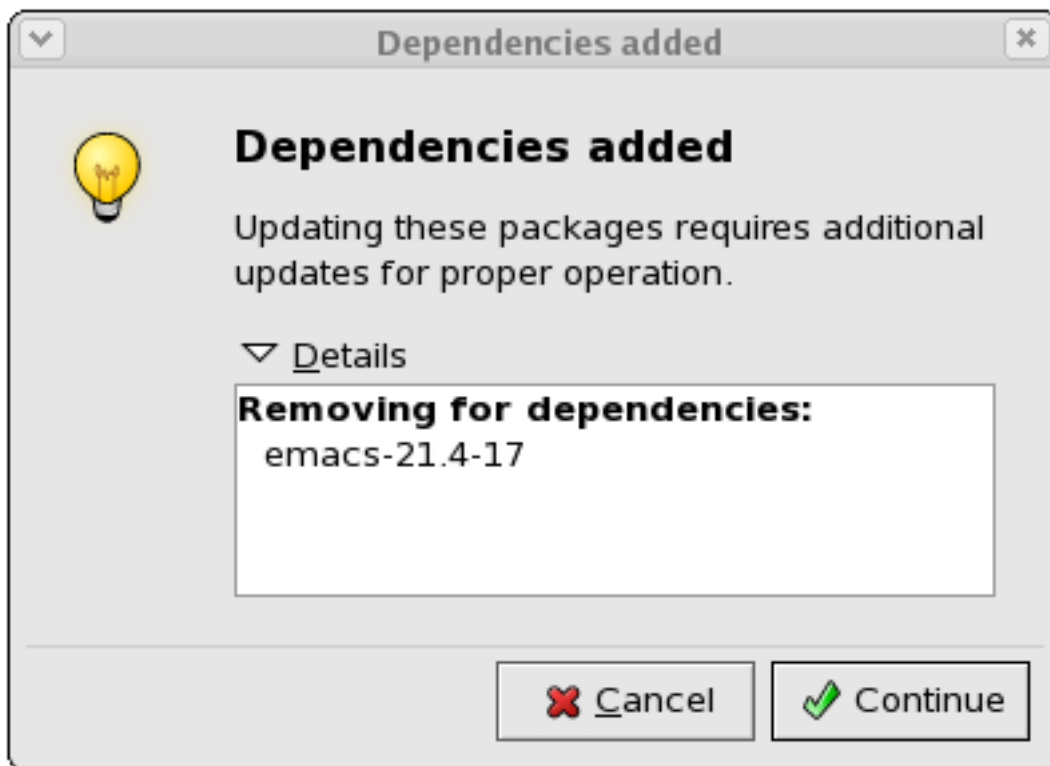 Dependencies added
Dependencies added
Updating these packages requires additional
updates for proper operation.
Details
Removing for dependencies:
emacs-21.4-17
Cancel
Continue